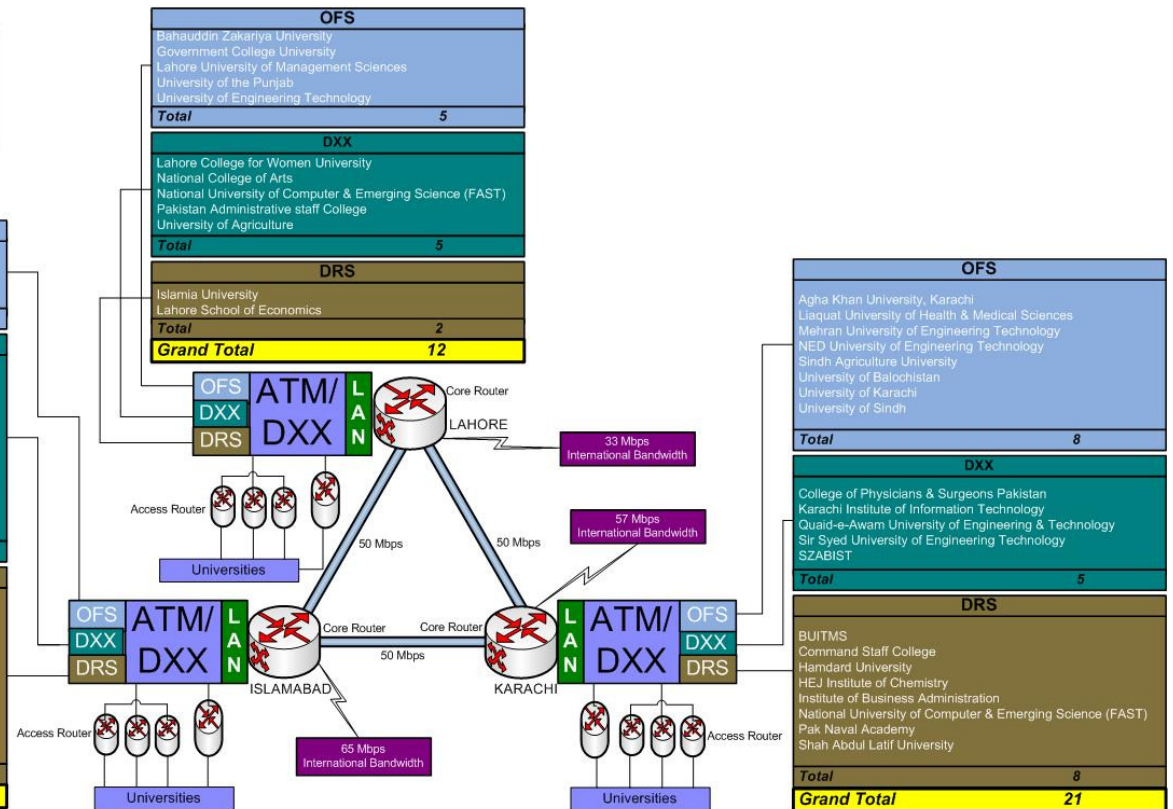 OFS
Bahauddin Zakariya University
Government College University
Lahore University of Management Sciences
University of the Punjab
University of Engineering Technology
Total 5
DXX
Lahore College for Women University
National College of Arts
National University of Computer & Emerging Science (FAST)
Pakistan Administrative staff College
University of Agriculture
Total 5
DRS
Islamia University
Lahore School of Economics
Total 2
Grand Total 12
OFS
DXX
DRS
ATM/
DXX
L
A
N
Core Router
LAHORE
33 Mbps
International Bandwidth
Access Router
Universities
50 Mbps
50 Mbps
57 Mbps
International Bandwidth
OFS
DXX
DRS
ATM/
DXX
L
A
N
Core Router
ISLAMABAD
50 Mbps
65 Mbps
International Bandwidth
Access Router
Universities
Core Router
KARACHI
L
A
N
ATM/
DXX
OFS
DXX
DRS
Access Router
Universities
OFS
Agha Khan University, Karachi
Liaquat University of Health & Medical Sciences
Mehran University of Engineering Technology
NED University of Engineering Technology
Sindh Agriculture University
University of Balochistan
University of Karachi
University of Sindh
Total 8
DXX
College of Physicians & Surgeons Pakistan
Karachi Institute of Information Technology
Quaid-e-Awam University of Engineering & Technology
Sir Syed University of Engineering Technology
SZABIST
Total 5
DRS
BUITMS
Command Staff College
Hamdard University
HEJ Institute of Chemistry
Institute of Business Administration
National University of Computer & Emerging Science (FAST)
Pak Naval Academy
Shah Abdul Latif University
Total 8
Grand Total 21